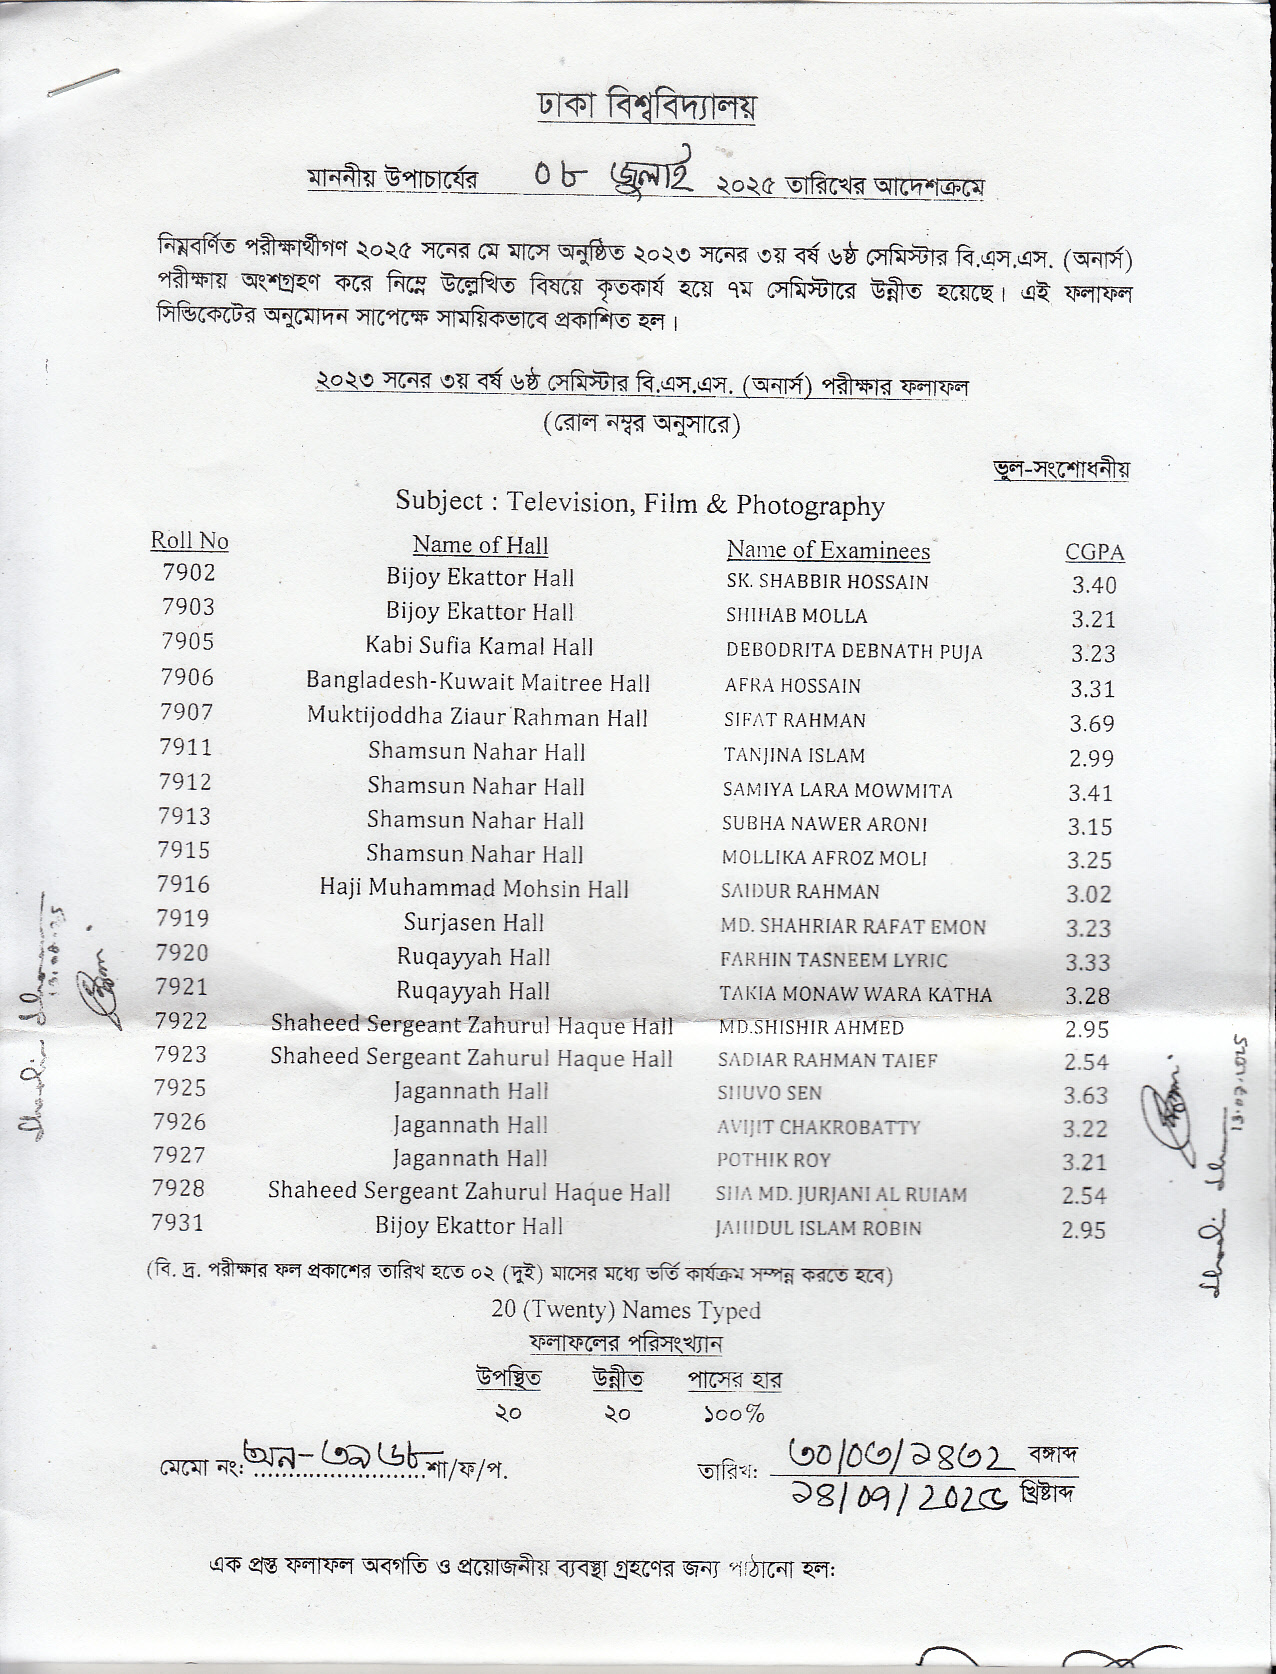 ঢাকা বিশ্ববিদ্যালয়
মাননীয় উপাচার্যের ০৮ জুলাই ২০২৫ তারিখের আদেশক্রমে
নিম্নবর্ণিত পরীক্ষার্থীগণ ২০২৫ সনের মে মাসে অনুষ্ঠিত ২০২৩ সনের ৩য় বর্ষ ৬ষ্ঠ সেমিস্টার বি.এস.এস. (অনার্স)
পরীক্ষায় অংশগ্রহণ করে নিম্নে উল্লেখিত বিষয়ে কৃতকার্য হয়ে ৭ম সেমিস্টারে উন্নীত হয়েছে। এই ফলাফল
সিন্ডিকেটের অনুমোদন সাপেক্ষে সাময়িকভাবে প্রকাশিত হল।
২০২৩ সনের ৩য় বর্ষ ৬ষ্ঠ সেমিস্টার বি.এস.এস. (অনার্স) পরীক্ষার ফলাফল
(রোল নম্বর অনুসারে)
ভুল-সংশোধনীয়
Subject : Television, Film & Photography
Roll No Name of Hall Name of Examinees CGPA
7902 Bijoy Ekattor Hall SK. SHABBIR HOSSAIN 3.40
7903 Bijoy Ekattor Hall SHIHAB MOLLA 3.21
7905 Kabi Sufia Kamal Hall DEBODRITA DEBNATH PUJA 3.23
7906 Bangladesh-Kuwait Maitree Hall AFRA HOSSAIN 3.31
7907 Muktijoddha Ziaur Rahman Hall SIFAT RAHMAN 3.69
7911 Shamsun Nahar Hall TANJINA ISLAM 2.99
7912 Shamsun Nahar Hall SAMIYA LARA MOWMITA 3.41
7913 Shamsun Nahar Hall SUBHA NAWER ARONI 3.15
7915 Shamsun Nahar Hall MOLLIKA AFROZ MOLI 3.25
7916 Haji Muhammad Mohsin Hall SAIDUR RAHMAN 3.02
7919 Surjasen Hall MD. SHAHRIAR RAFAT EMON 3.23
7920 Ruqayyah Hall FARHIN TASNEEM LYRIC 3.33
7921 Ruqayyah Hall TAKIA MONAW WARA KATHA 3.28
7922 Shaheed Sergeant Zahurul Haque Hall MD.SHISHIR AHMED 2.95
7923 Shaheed Sergeant Zahurul Haque Hall SADIAR RAHMAN TAIEF 2.54
7925 Jagannath Hall SHUVO SEN 3.63
7926 Jagannath Hall AVIJIT CHAKROBATTY 3.22
7927 Jagannath Hall POTHIK ROY 3.21
7928 Shaheed Sergeant Zahurul Haque Hall SHA MD. JURJANI AL RUIAM 2.54
7931 Bijoy Ekattor Hall JAHIDUL ISLAM ROBIN 2.95
(বি. দ্র. পরীক্ষার ফল প্রকাশের তারিখ হতে ০২ (দুই) মাসের মধ্যে ভর্তি কার্যক্রম সম্পন্ন করতে হবে)
20 (Twenty) Names Typed
ফলাফলের পরিসংখ্যান
উপস্থিত উন্নীত পাসের হার
২০ ২০ ১০০%
মেমো নং: অন-৩৯৬৮ শা/ফ/প.
তারিখ: ৩০/০৩/১৪৩২ বঙ্গাব্দ
১৪/০৭/২০২৫ খ্রিষ্টাব্দ
এক প্রস্ত ফলাফল অবগতি ও প্রয়োজনীয় ব্যবস্থা গ্রহণের জন্য পাঠানো হল: